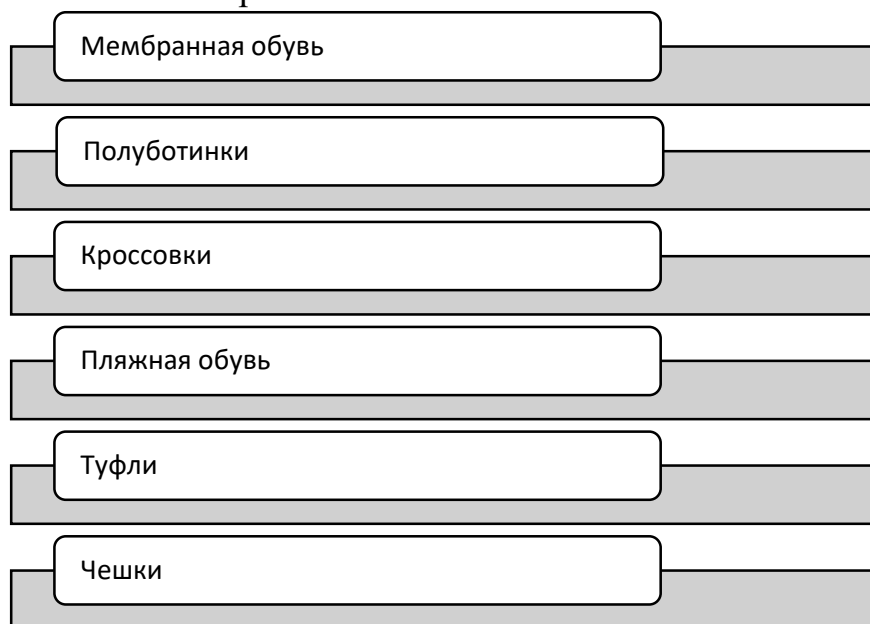 Мембранная обувь
Полуботинки
Кроссовки
Пляжная обувь
Туфли
Чешки